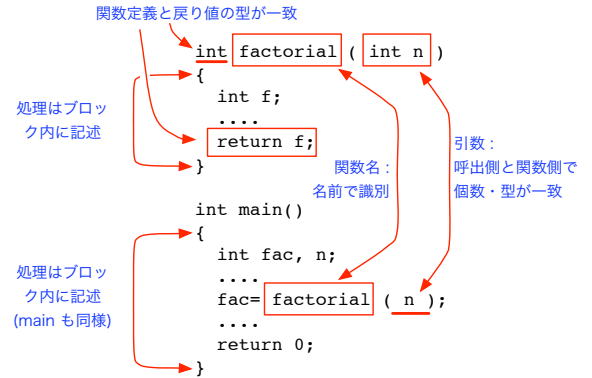 関数定義と戻り値の型が一致
int factorial ( int n )
{
int f;
....
return f;
}
処理はブロッ
ク内に記述
関数名：
名前で識別
引数：
呼出側と関数側で
個数・型が一致
int main()
{
int fac, n;
....
fac= factorial ( n );
....
return 0;
}
処理はブロッ
ク内に記述
(main も同様)